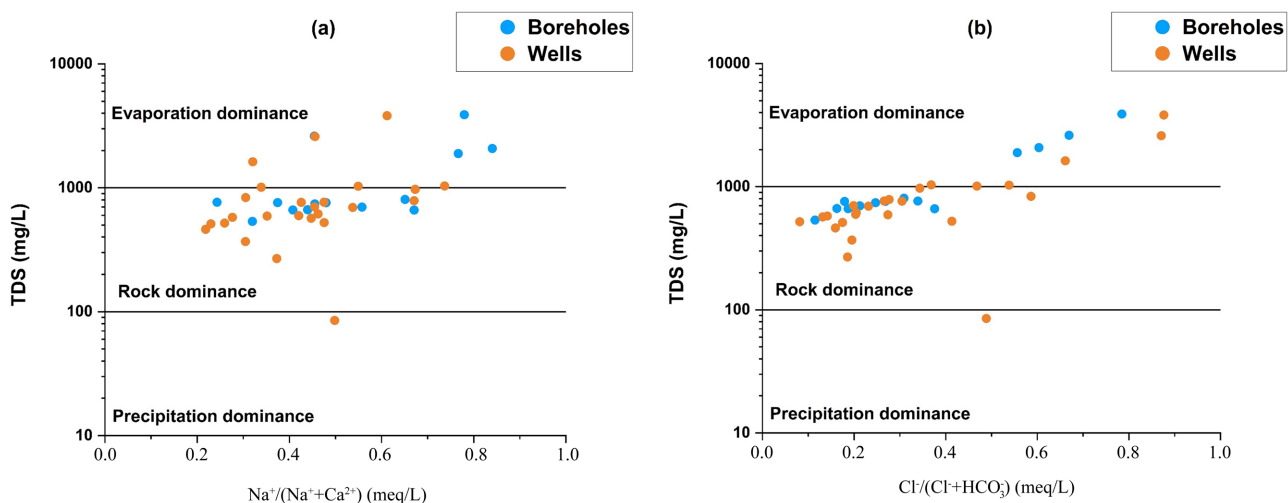 (a)
Boreholes
Wells
10000
1000
100
10
TDS (mg/L)
Evaporation dominance
Rock dominance
Precipitation dominance
0.0 0.2 0.4 0.6 0.8 1.0
Na⁺/(Na⁺+Ca²⁺) (meq/L)
(b)
Boreholes
Wells
10000
1000
100
10
TDS (mg/L)
Evaporation dominance
Rock dominance
Precipitation dominance
0.0 0.2 0.4 0.6 0.8 1.0
Cl⁻/(Cl⁻+HCO₃⁻) (meq/L)